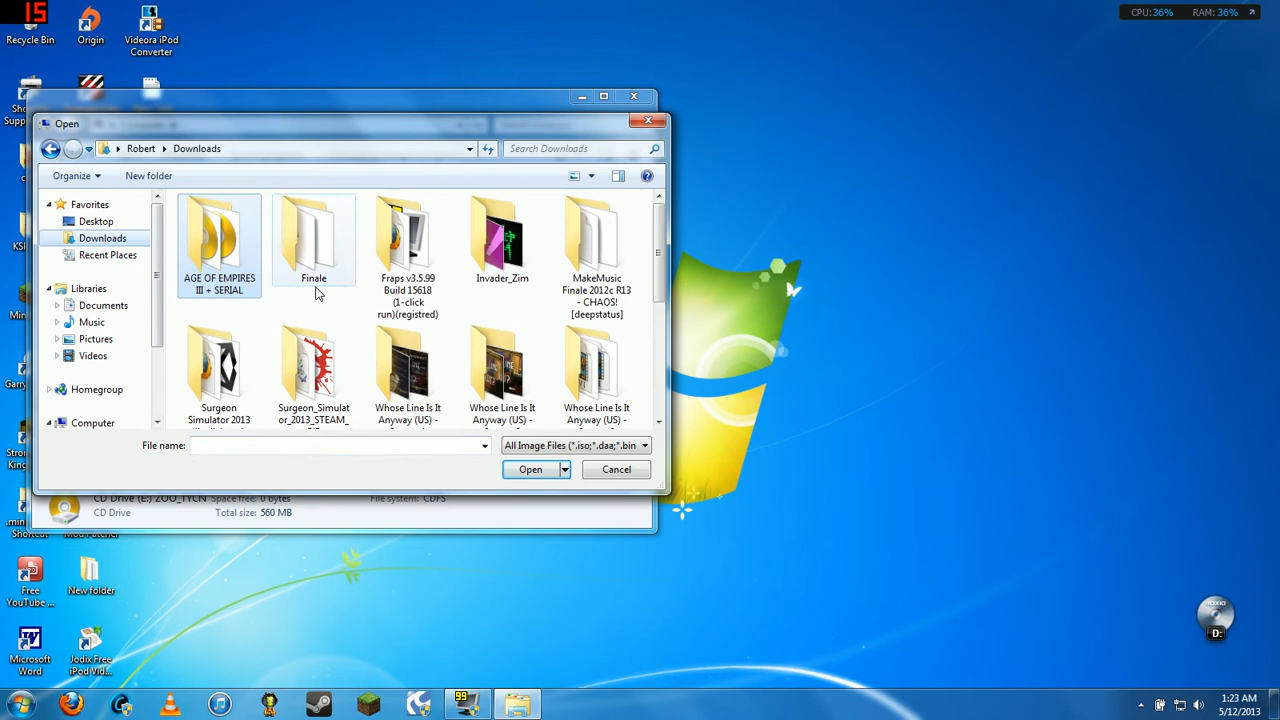 15
CPU:36% RAM: 36%
Recycle Bin
Origin
Videora iPod
Converter
Open
Robert
Downloads
Search Downloads
Organize
New folder
Favorites
Desktop
Downloads
Recent Places
Libraries
Documents
Music
Pictures
Videos
Homegroup
Computer
AGE OF EMPIRES
III + SERIAL
Finale
Fraps v3.5.99
Build 15618
(1-click
run)(registred)
Invader_Zim
MakeMusic
Finale 2012c R13
- CHAOS!
[deepstatus]
Surgeon
Simulator 2013
Surgeon_Simulat
or_2013_STEAM_
Whose Line Is It
Anyway (US) -
Whose Line Is It
Anyway (US) -
Whose Line Is It
Anyway (US) -
File name:
All Image Files (*.iso;*.daa;*.bin
Open
Cancel
CD Drive (E:) ZOO_TYCN
Space free: 0 bytes
File system: CDFS
CD Drive
Total size: 560 MB
Shortcut
Free
YouTube ...
New folder
Microsoft
Word
Jodix Free
iPod Vid...
ROXIO
D:
99
1:23 AM
5/12/2013